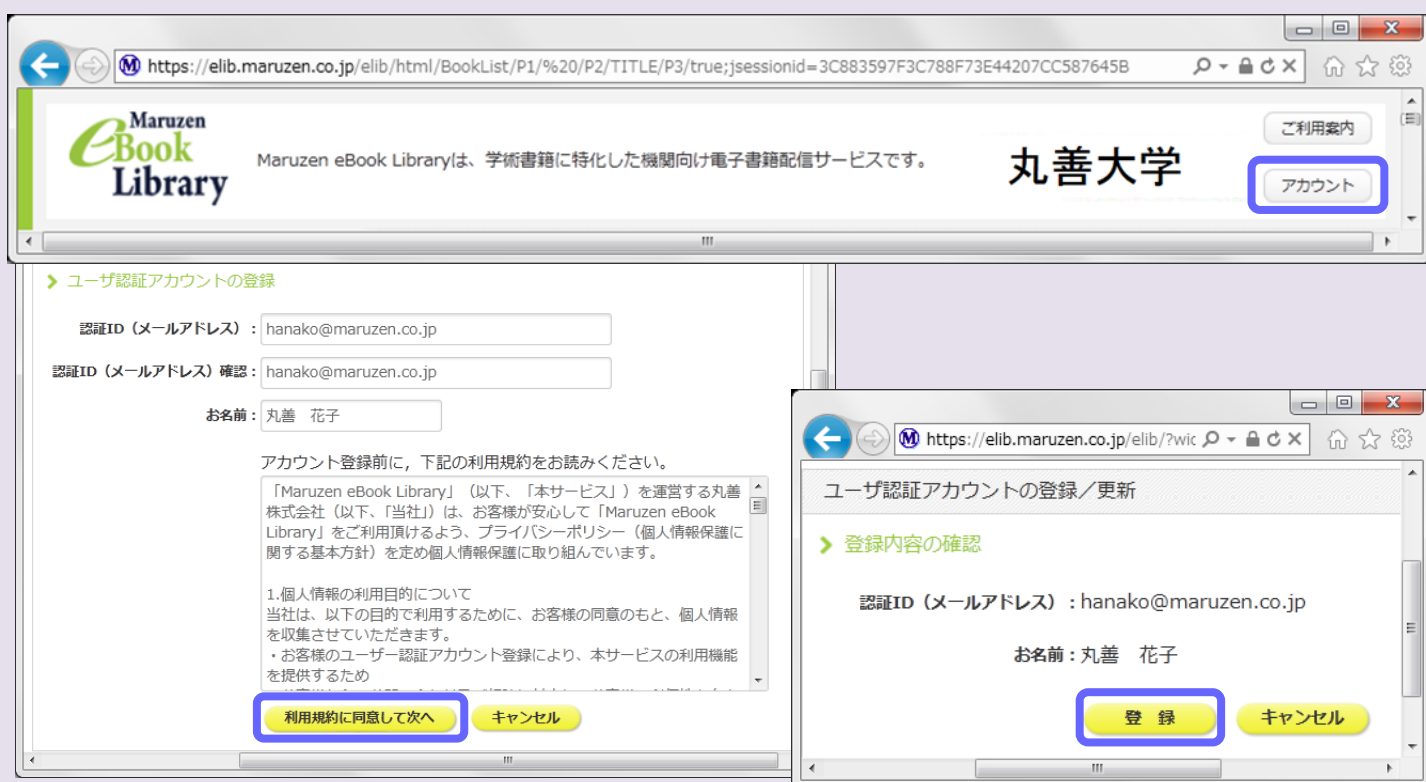 https://elib.maruzen.co.jp/elib/html/BookList/P1/%20/P2/TITLE/P3/true;jsessionid=3C883597F3C788F73E44207CC587645B
Maruzen
eBook
Library
Maruzen eBook Libraryは、学術書籍に特化した機関向け電子書籍配信サービスです。
丸善大学
ご利用案内
アカウント
ユーザ認証アカウントの登録
認証ID（メールアドレス）：hanako@maruzen.co.jp
認証ID（メールアドレス）確認：hanako@maruzen.co.jp
お名前：丸善　花子
アカウント登録前に，下記の利用規約をお読みください。
「Maruzen eBook Library」（以下、「本サービス」）を運営する丸善
株式会社（以下、「当社」）は、お客様が安心して「Maruzen eBook
Library」をご利用頂けるよう、プライバシーポリシー（個人情報保護に
関する基本方針）を定め個人情報保護に取り組んでいます。
1.個人情報の利用目的について
当社は、以下の目的で利用するために、お客様の同意のもと、個人情報
を収集させていただきます。
・お客様のユーザー認証アカウント登録により、本サービスの利用機能
を提供するため
利用規約に同意して次へ
キャンセル
https://elib.maruzen.co.jp/elib/?wic
ユーザ認証アカウントの登録／更新
登録内容の確認
認証ID（メールアドレス）：hanako@maruzen.co.jp
お名前：丸善　花子
登 録
キャンセル